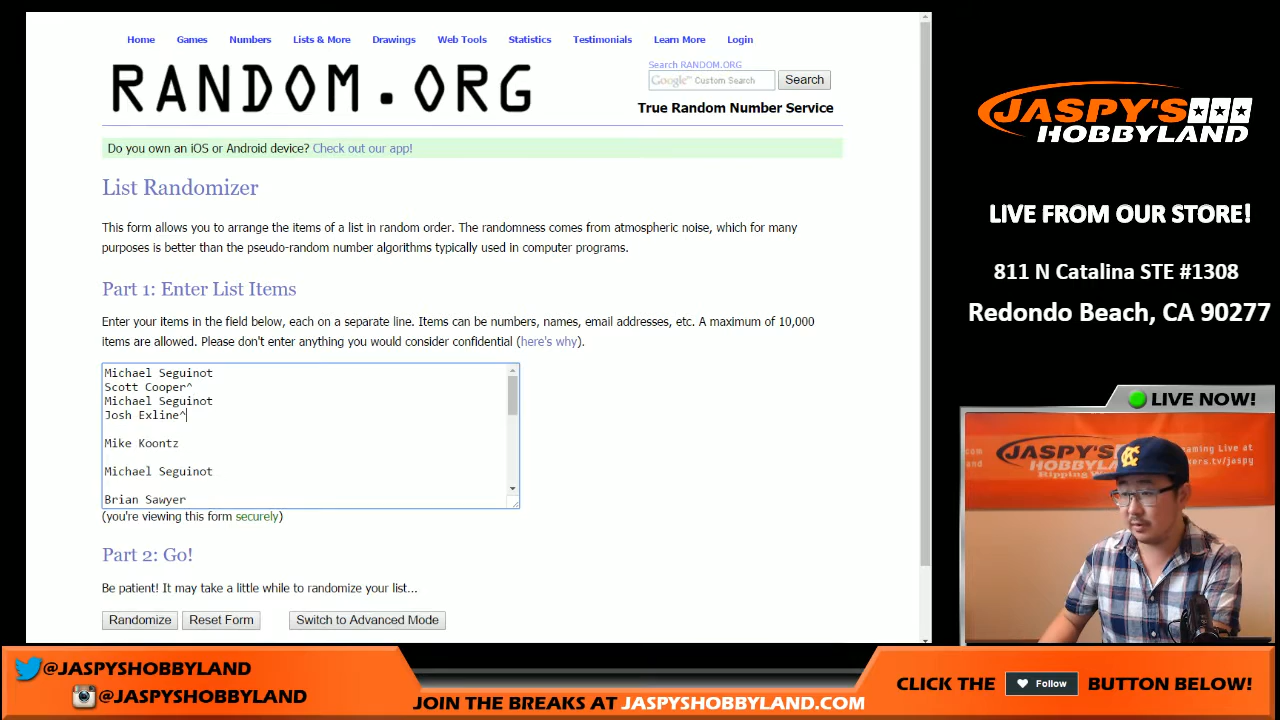 Home Games Numbers Lists & More Drawings Web Tools Statistics Testimonials Learn More Login
RANDOM.ORG
Search RANDOM.ORG
Google™ Custom Search Search
True Random Number Service
Do you own an iOS or Android device? Check out our app!
List Randomizer
This form allows you to arrange the items of a list in random order. The randomness comes from atmospheric noise, which for many
purposes is better than the pseudo-random number algorithms typically used in computer programs.
Part 1: Enter List Items
Enter your items in the field below, each on a separate line. Items can be numbers, names, email addresses, etc. A maximum of 10,000
items are allowed. Please don't enter anything you would consider confidential (here's why).
Michael Seguinot
Scott Cooper^
Michael Seguinot
Josh Exline^
Mike Koontz
Michael Seguinot
Brian Sawyer
(you're viewing this form securely)
Part 2: Go!
Be patient! It may take a little while to randomize your list...
Randomize Reset Form Switch to Advanced Mode
JASPY'S
HOBBYLAND
LIVE FROM OUR STORE!
811 N Catalina STE #1308
Redondo Beach, CA 90277
LIVE NOW!
JASPY'S
HOBBYLAND
@JASPYSHOBBYLAND
@JASPYSHOBBYLAND
JOIN THE BREAKS AT JASPYSHOBBYLAND.COM
CLICK THE Follow BUTTON BELOW!